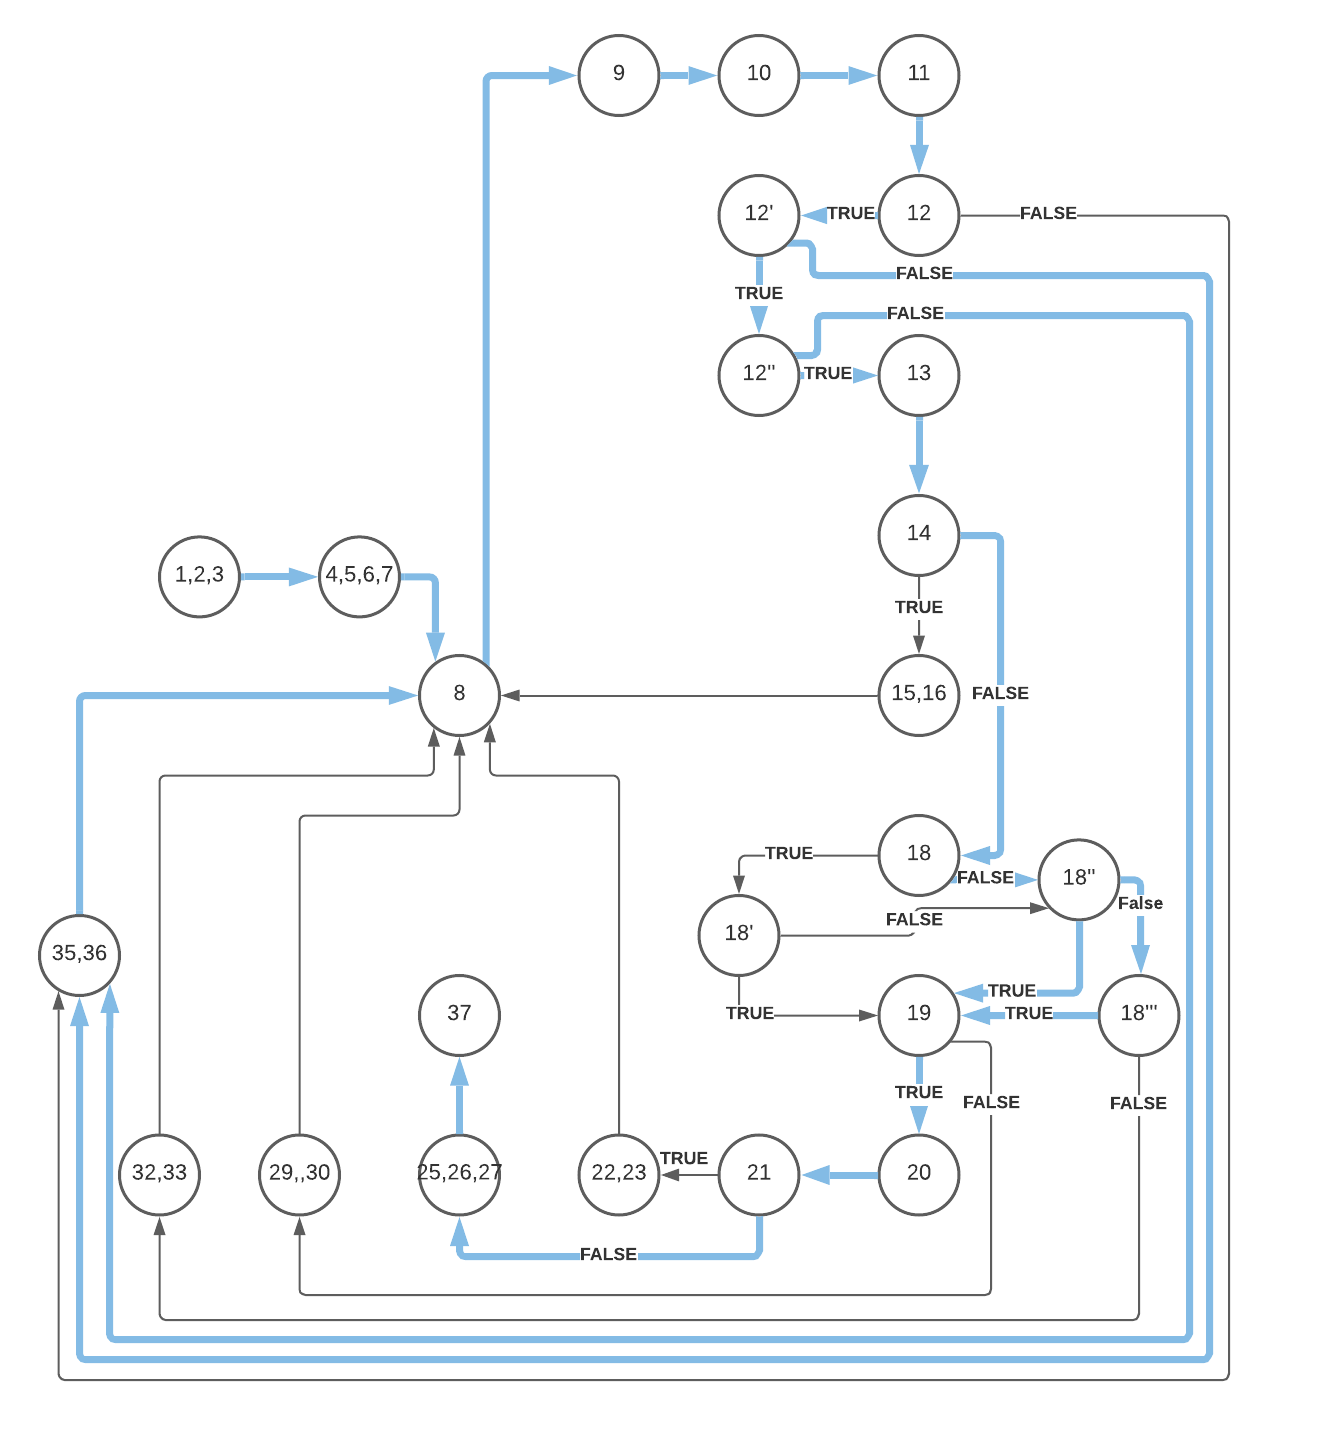 9
10
11
12'
TRUE
12
FALSE
FALSE
TRUE
FALSE
12"
TRUE
13
14
1,2,3
4,5,6,7
TRUE
8
15,16
FALSE
TRUE
18
FALSE
18"
False
FALSE
18'
35,36
TRUE
37
TRUE
19
TRUE
18'"
TRUE
FALSE
FALSE
TRUE
32,33
29,,30
25,26,27
22,23
21
20
FALSE